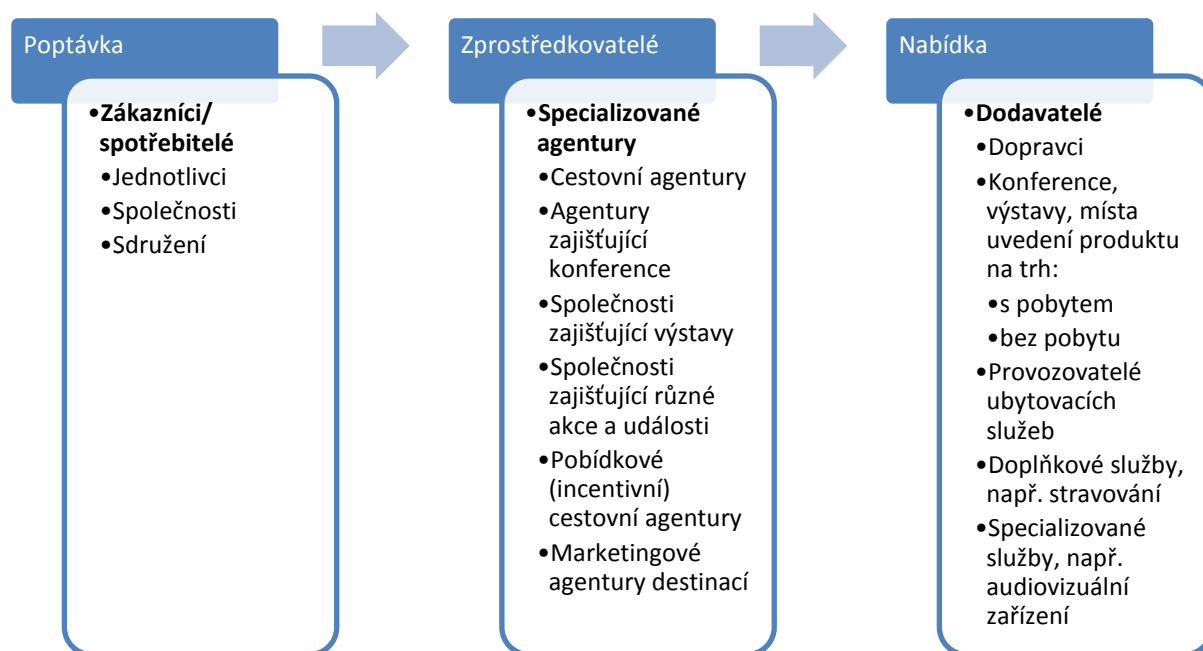 Poptávka
•Zákazníci/
spotřebitelé
•Jednotlivci
•Společnosti
•Sdružení
Zprostředkovatelé
•Specializované
agentury
•Cestovní agentury
•Agentury
zajišťující
konference
•Společnosti
zajišťující výstavy
•Společnosti
zajišťující různé
akce a události
•Pobídkové
(incentivní)
cestovní agentury
•Marketingové
agentury destinací
Nabídka
•Dodavatelé
•Dopravci
•Konference,
výstavy, místa
uvedení produktu
na trh:
•s pobytem
•bez pobytu
•Provozovatelé
ubytovacích
služeb
•Doplňkové služby,
např. stravování
•Specializované
služby, např.
audiovizuální
zařízení